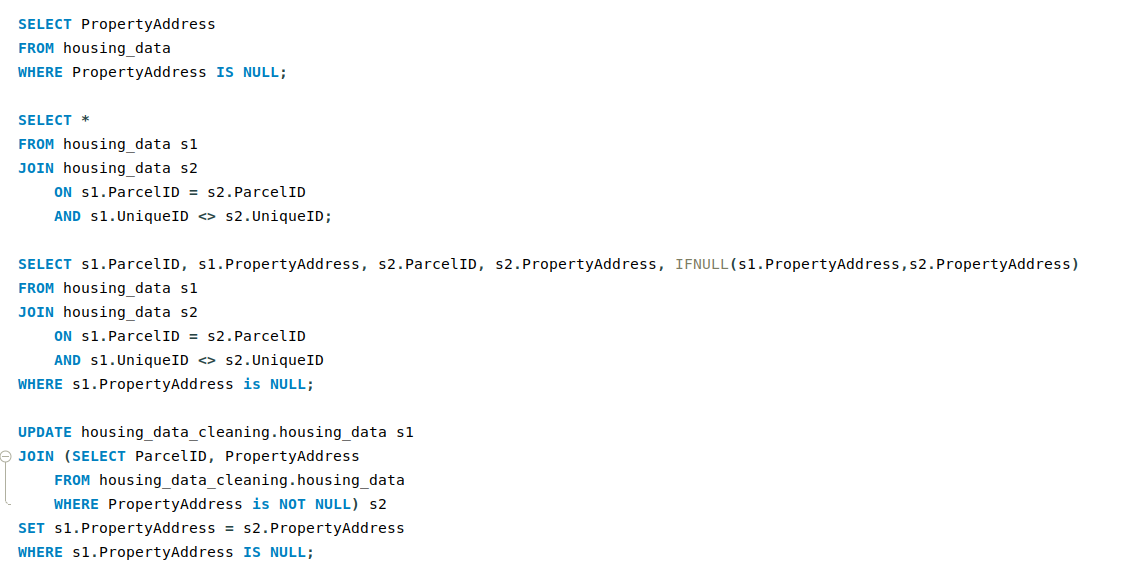 SELECT PropertyAddress
FROM housing_data
WHERE PropertyAddress IS NULL;

SELECT *
FROM housing_data s1
JOIN housing_data s2
    ON s1.ParcelID = s2.ParcelID
    AND s1.UniqueID <> s2.UniqueID;

SELECT s1.ParcelID, s1.PropertyAddress, s2.ParcelID, s2.PropertyAddress, IFNULL(s1.PropertyAddress,s2.PropertyAddress)
FROM housing_data s1
JOIN housing_data s2
    ON s1.ParcelID = s2.ParcelID
    AND s1.UniqueID <> s2.UniqueID
WHERE s1.PropertyAddress is NULL;

UPDATE housing_data_cleaning.housing_data s1
JOIN (SELECT ParcelID, PropertyAddress
    FROM housing_data_cleaning.housing_data
    WHERE PropertyAddress is NOT NULL) s2
SET s1.PropertyAddress = s2.PropertyAddress
WHERE s1.PropertyAddress IS NULL;